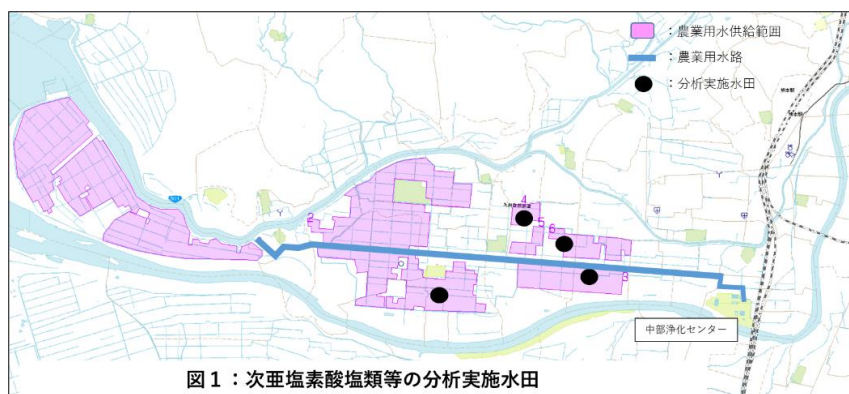 ：農業用水供給範囲
：農業用水路
：分析実施水田
2
4
5
6
3
中部浄化センター
図１：次亜塩素酸塩類等の分析実施水田